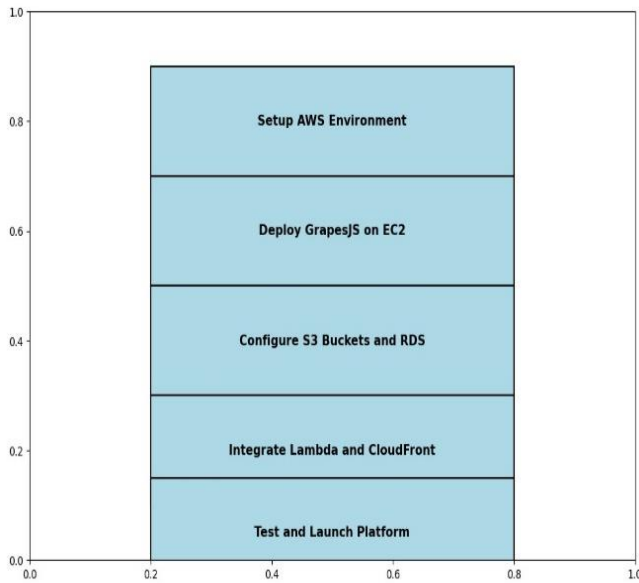 1.0
0.8
Setup AWS Environment
0.6
Deploy GrapesJS on EC2
0.4
Configure S3 Buckets and RDS
0.2
Integrate Lambda and CloudFront
Test and Launch Platform
0.0
0.0 0.2 0.4 0.6 0.8 1.0